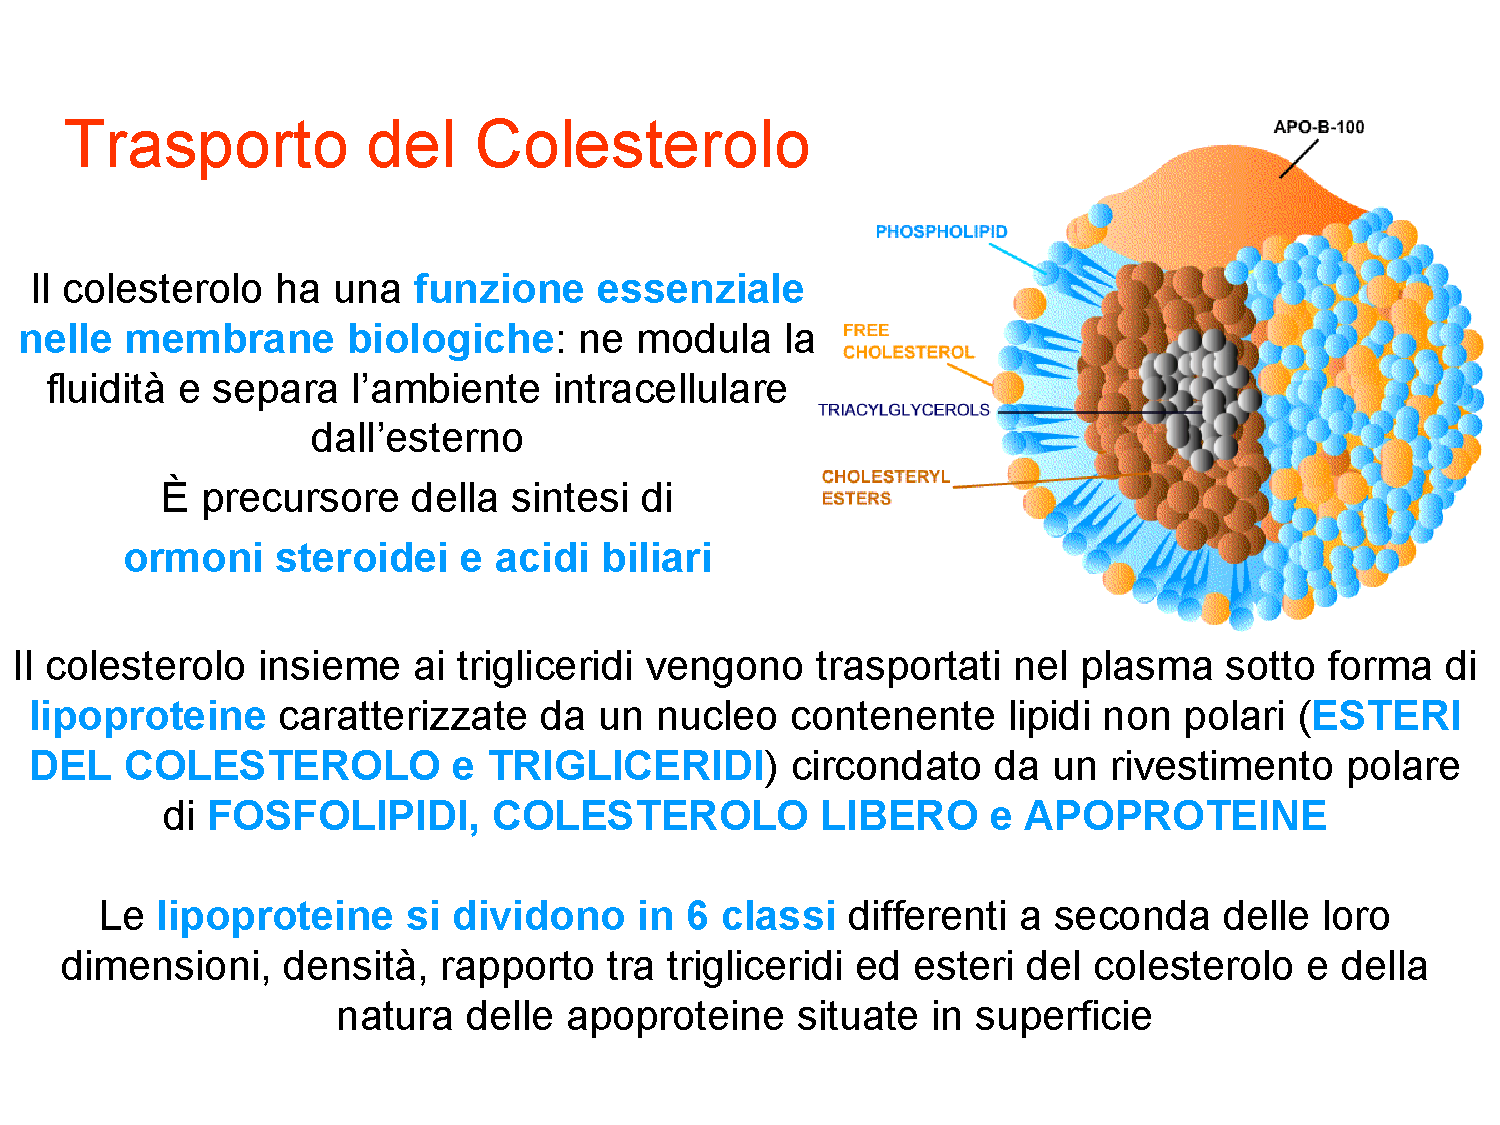 Trasporto del Colesterolo
Il colesterolo ha una funzione essenziale
nelle membrane biologiche: ne modula la
fluidità e separa l’ambiente intracellulare
dall’esterno
È precursore della sintesi di
ormoni steroidei e acidi biliari
APO-B-100
PHOSPHOLIPID
FREE
CHOLESTEROL
TRIACYLGLYCEROLS
CHOLESTERYL
ESTERS
Il colesterolo insieme ai trigliceridi vengono trasportati nel plasma sotto forma di
lipoproteine caratterizzate da un nucleo contenente lipidi non polari (ESTERI
DEL COLESTEROLO e TRIGLICERIDI) circondato da un rivestimento polare
di FOSFOLIPIDI, COLESTEROLO LIBERO e APOPROTEINE
Le lipoproteine si dividono in 6 classi differenti a seconda delle loro
dimensioni, densità, rapporto tra trigliceridi ed esteri del colesterolo e della
natura delle apoproteine situate in superficie